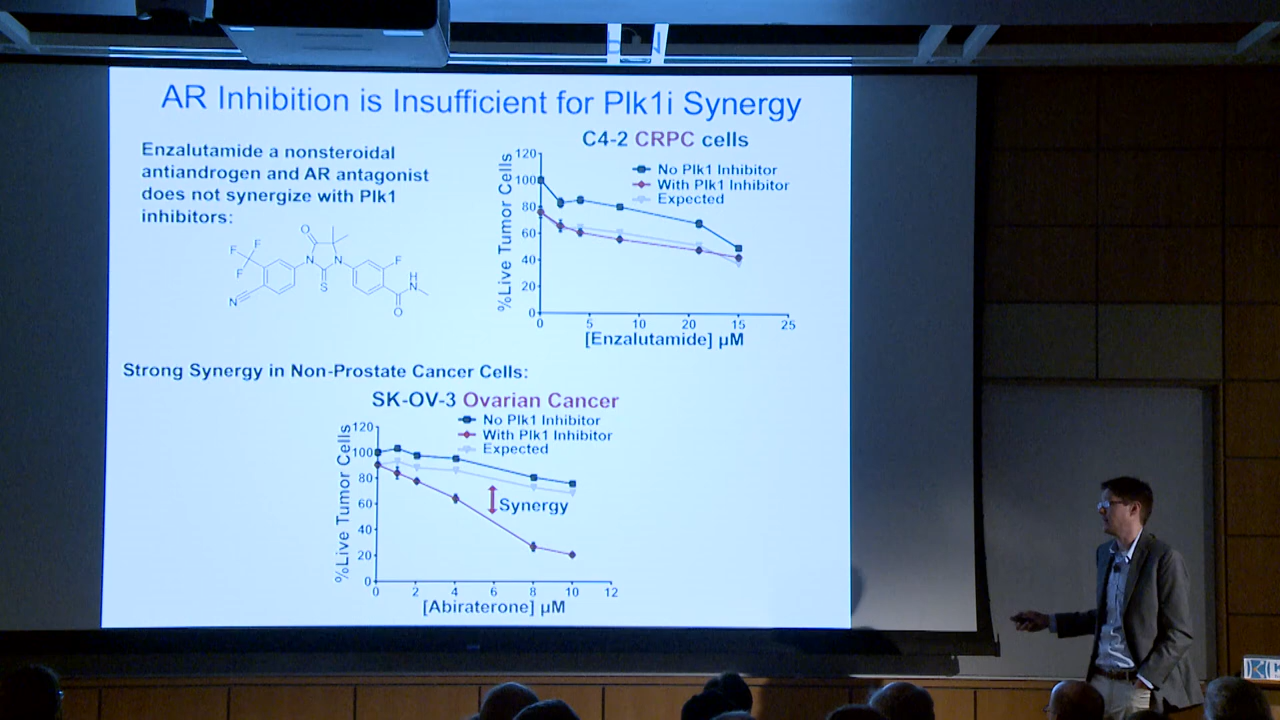 AR Inhibition is Insufficient for Plk1i Synergy
Enzalutamide a nonsteroidal
antiandrogen and AR antagonist
does not synergize with Plk1
inhibitors:
O
F
F
F
N
N
S
N
F
H
N
O
C4-2 CRPC cells
No Plk1 Inhibitor
With Plk1 Inhibitor
Expected
%Live Tumor Cells
120
100
80
60
40
20
0
0 5 10 20 15 25
[Enzalutamide] µM
Strong Synergy in Non-Prostate Cancer Cells:
SK-OV-3 Ovarian Cancer
No Plk1 Inhibitor
With Plk1 Inhibitor
Expected
%Live Tumor Cells
120
100
80
60
40
20
0
Synergy
0 2 4 6 8 10 12
[Abiraterone] µM